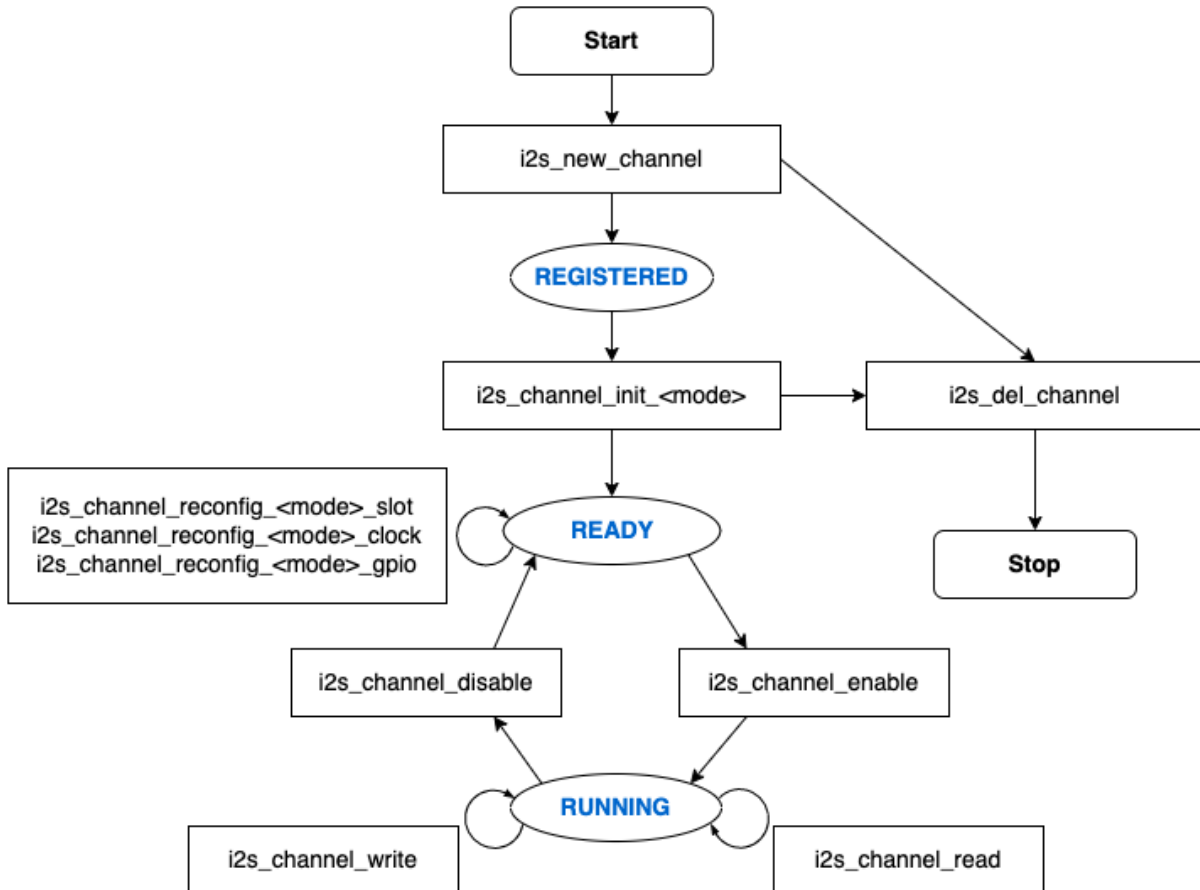 Start
i2s_new_channel
REGISTERED
i2s_channel_init_<mode>
i2s_del_channel
i2s_channel_reconfig_<mode>_slot
i2s_channel_reconfig_<mode>_clock
i2s_channel_reconfig_<mode>_gpio
READY
Stop
i2s_channel_disable
i2s_channel_enable
RUNNING
i2s_channel_write
i2s_channel_read